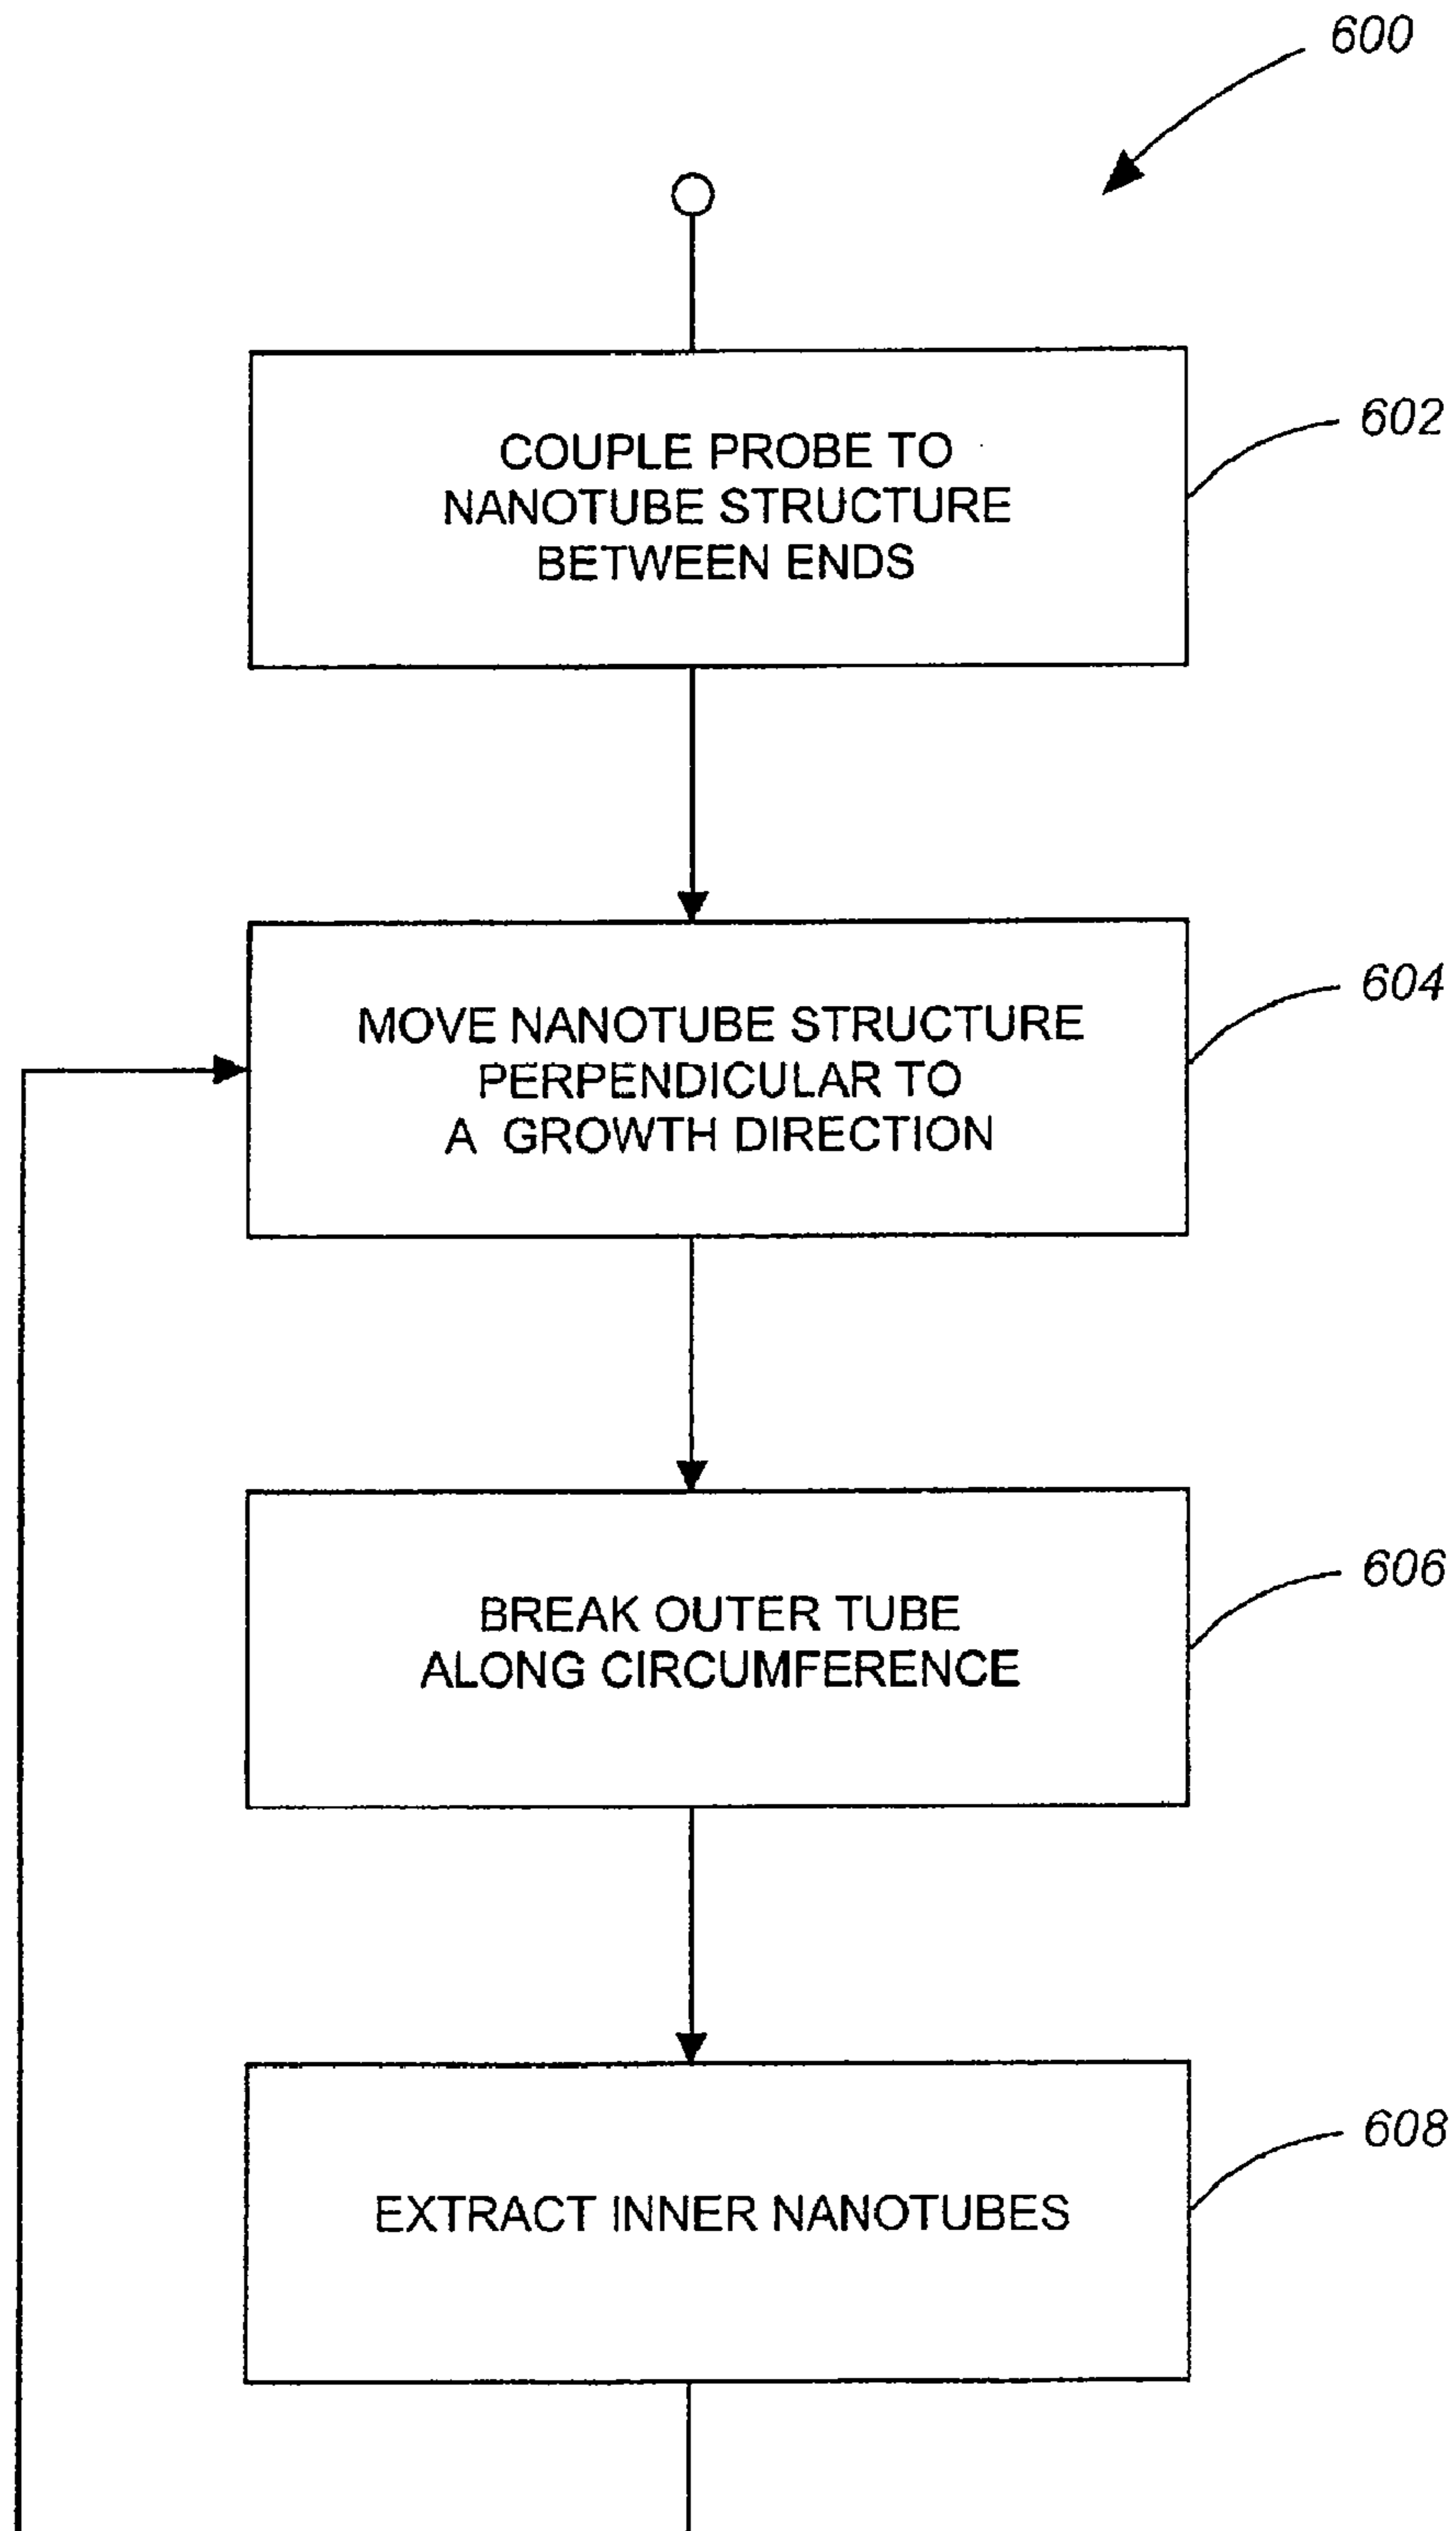 600
COUPLE PROBE TO
NANOTUBE STRUCTURE
BETWEEN ENDS
602
MOVE NANOTUBE STRUCTURE
PERPENDICULAR TO
A GROWTH DIRECTION
604
BREAK OUTER TUBE
ALONG CIRCUMFERENCE
606
EXTRACT INNER NANOTUBES
608